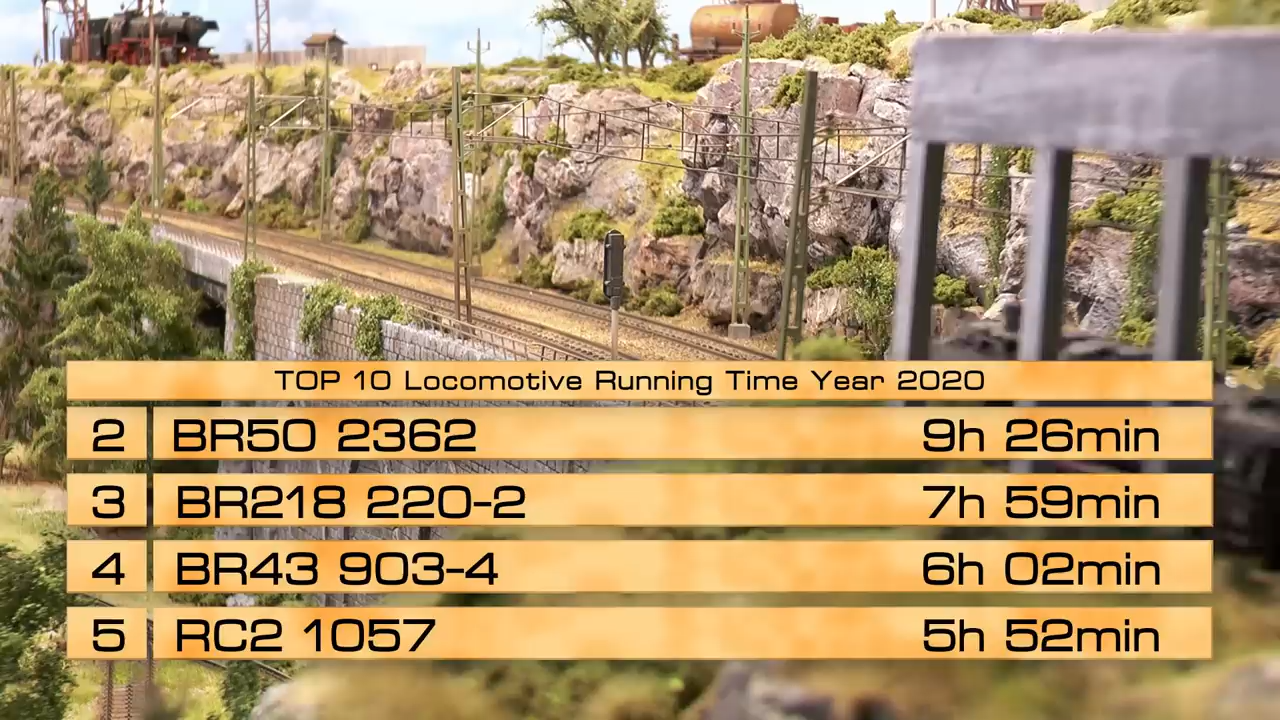 TOP 10 Locomotive Running Time Year 2020
2 BR50 2362 9h 26min
3 BR218 220-2 7h 59min
4 BR43 903-4 6h 02min
5 RC2 1057 5h 52min